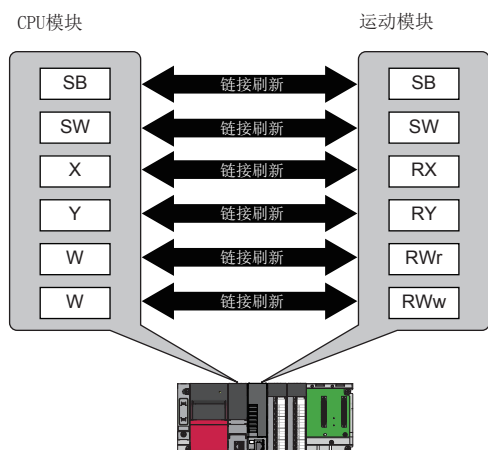 CPU模块 运动模块
SB 链接刷新 SB
SW 链接刷新 SW
X 链接刷新 RX
Y 链接刷新 RY
W 链接刷新 RWr
W 链接刷新 RWw